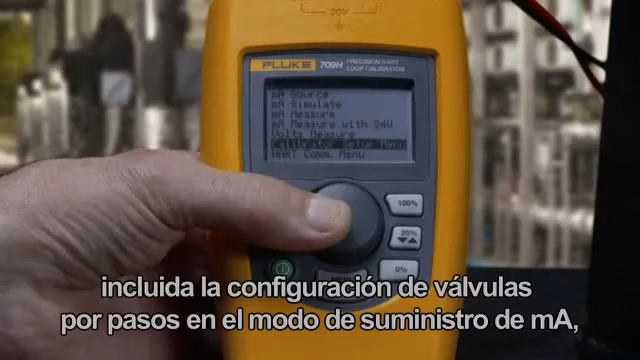 30V
FLUKE 709H PRECISION HART
LOOP CALIBRATOR
mA Source
mA Simulate
mA Measure
mA Measure with 24V
Volts Measure
Calibrator Setup Menu
HART Comm. Menu
100%
25%
0%
incluida la configuración de válvulas
por pasos en el modo de suministro de mA,